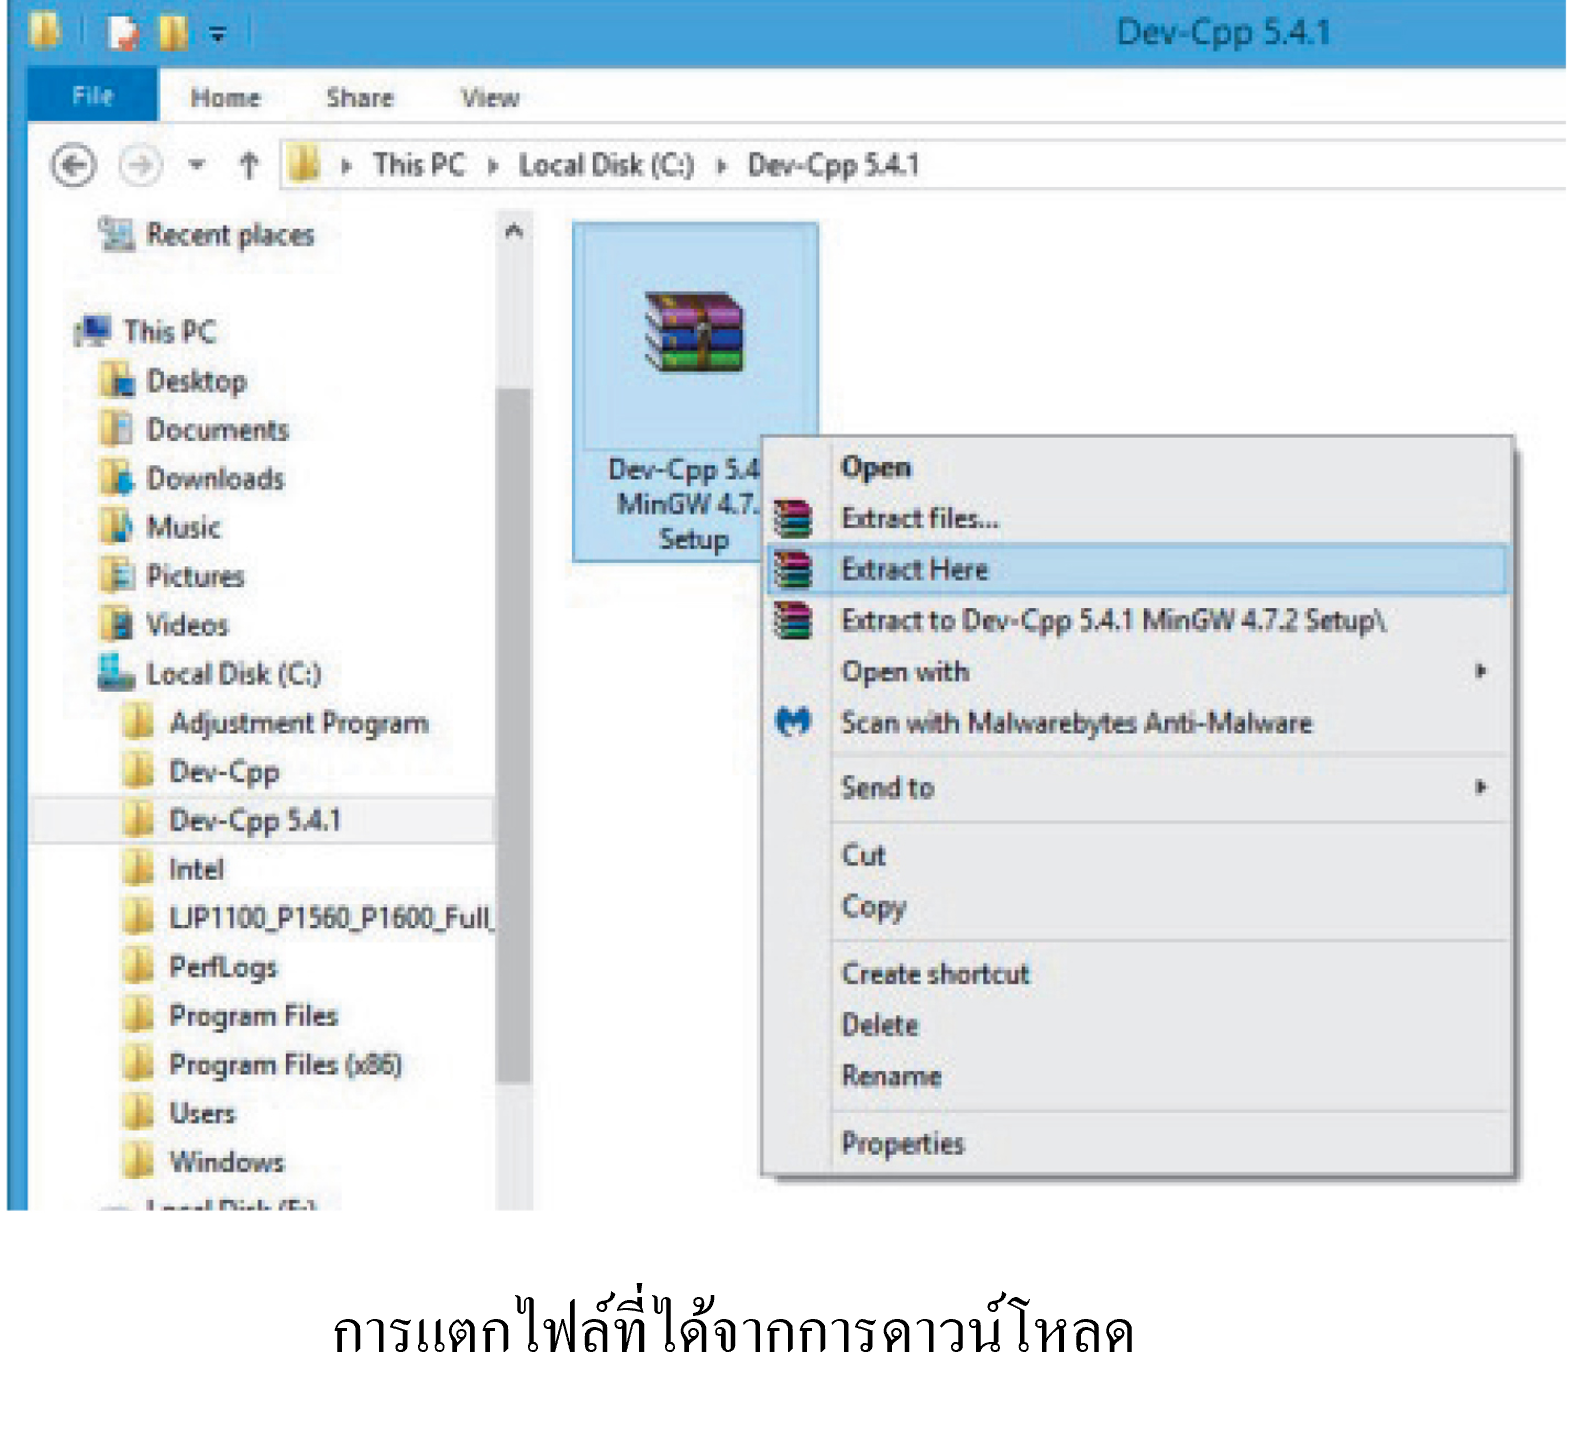 Dev-Cpp 5.4.1
File Home Share View
This PC Local Disk (C:) Dev-Cpp 5.4.1
Recent places
This PC
Desktop
Documents
Downloads
Music
Pictures
Videos
Local Disk (C:)
Adjustment Program
Dev-Cpp
Dev-Cpp 5.4.1
Intel
LJP1100_P1560_P1600_Full_
PerfLogs
Program Files
Program Files (x86)
Users
Windows
Dev-Cpp 5.4
MinGW 4.7.
Setup
Open
Extract files...
Extract Here
Extract to Dev-Cpp 5.4.1 MinGW 4.7.2 Setup\
Open with
Scan with Malwarebytes Anti-Malware
Send to
Cut
Copy
Create shortcut
Delete
Rename
Properties
การแตกไฟล์ที่ได้จากการดาวน์โหลด